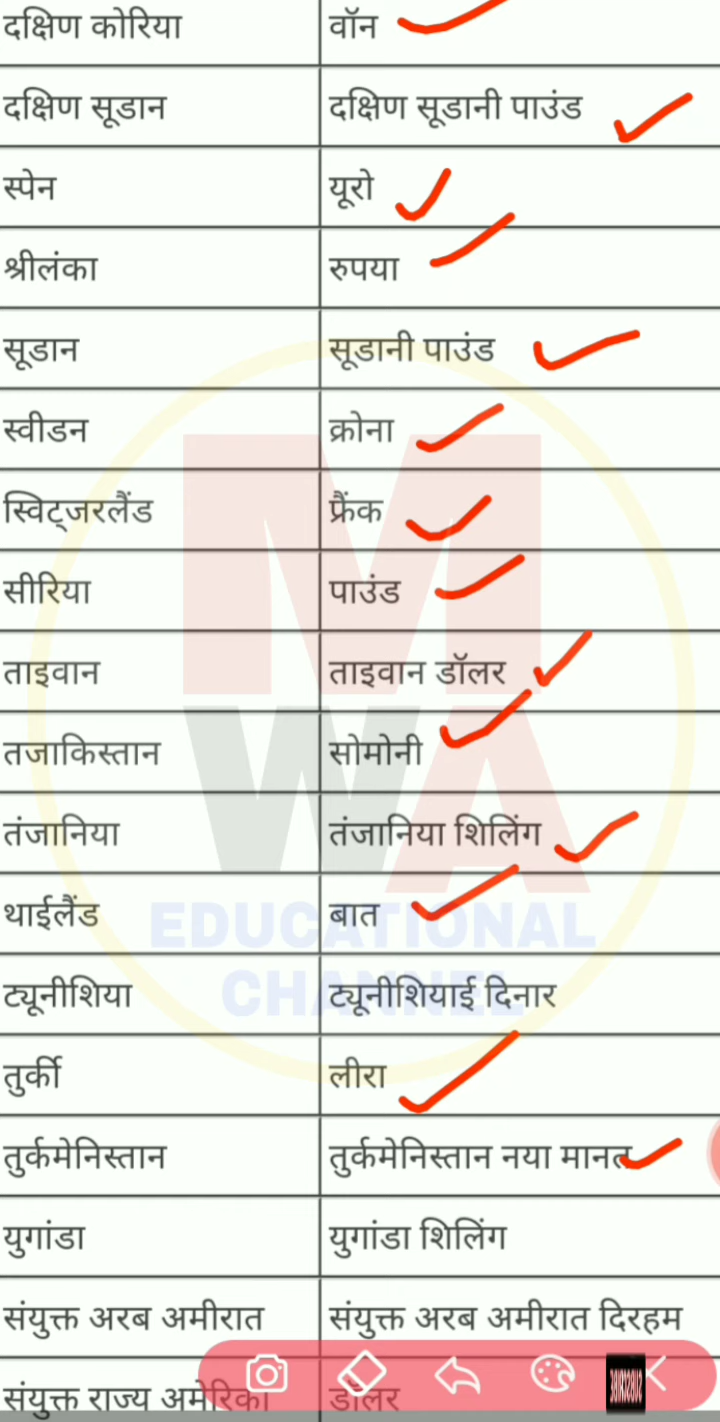 दक्षिण कोरिया वॉन
दक्षिण सूडान दक्षिण सूडानी पाउंड
स्पेन यूरो
श्रीलंका रुपया
सूडान सूडानी पाउंड
स्वीडन क्रोना
स्विट्जरलैंड फ्रैंक
सीरिया पाउंड
ताइवान ताइवान डॉलर
तजाकिस्तान सोमोनी
तंजानिया तंजानिया शिलिंग
थाईलैंड बात
EDUCATIONAL
ट्यूनीशिया ट्यूनीशियाई दिनार
CHANNEL
तुर्की लीरा
तुर्कमेनिस्तान तुर्कमेनिस्तान नया मानत
युगांडा युगांडा शिलिंग
संयुक्त अरब अमीरात संयुक्त अरब अमीरात दिरहम
संयुक्त राज्य अमेरिका डॉलर
MWA